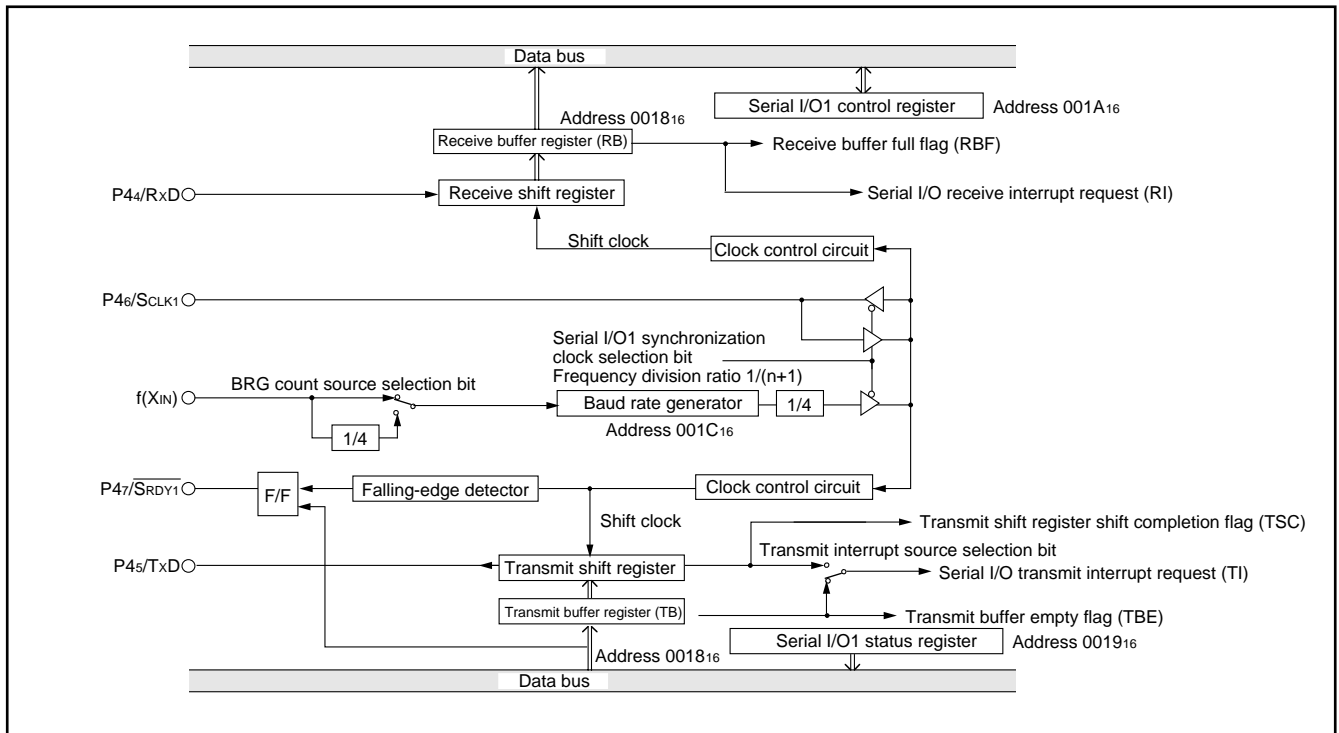 Data bus
Serial I/O1 control register
Address 001A16
Address 001816
Receive buffer register (RB)
Receive buffer full flag (RBF)
P44/RXD
Receive shift register
Serial I/O receive interrupt request (RI)
Shift clock
Clock control circuit
P46/SCLK1
Serial I/O1 synchronization
clock selection bit
Frequency division ratio 1/(n+1)
BRG count source selection bit
f(XIN)
Baud rate generator
1/4
Address 001C16
1/4
P47/SRDY1
F/F
Falling-edge detector
Clock control circuit
Shift clock
Transmit shift register shift completion flag (TSC)
Transmit interrupt source selection bit
P45/TXD
Transmit shift register
Serial I/O transmit interrupt request (TI)
Transmit buffer register (TB)
Transmit buffer empty flag (TBE)
Serial I/O1 status register
Address 001916
Address 001816
Data bus